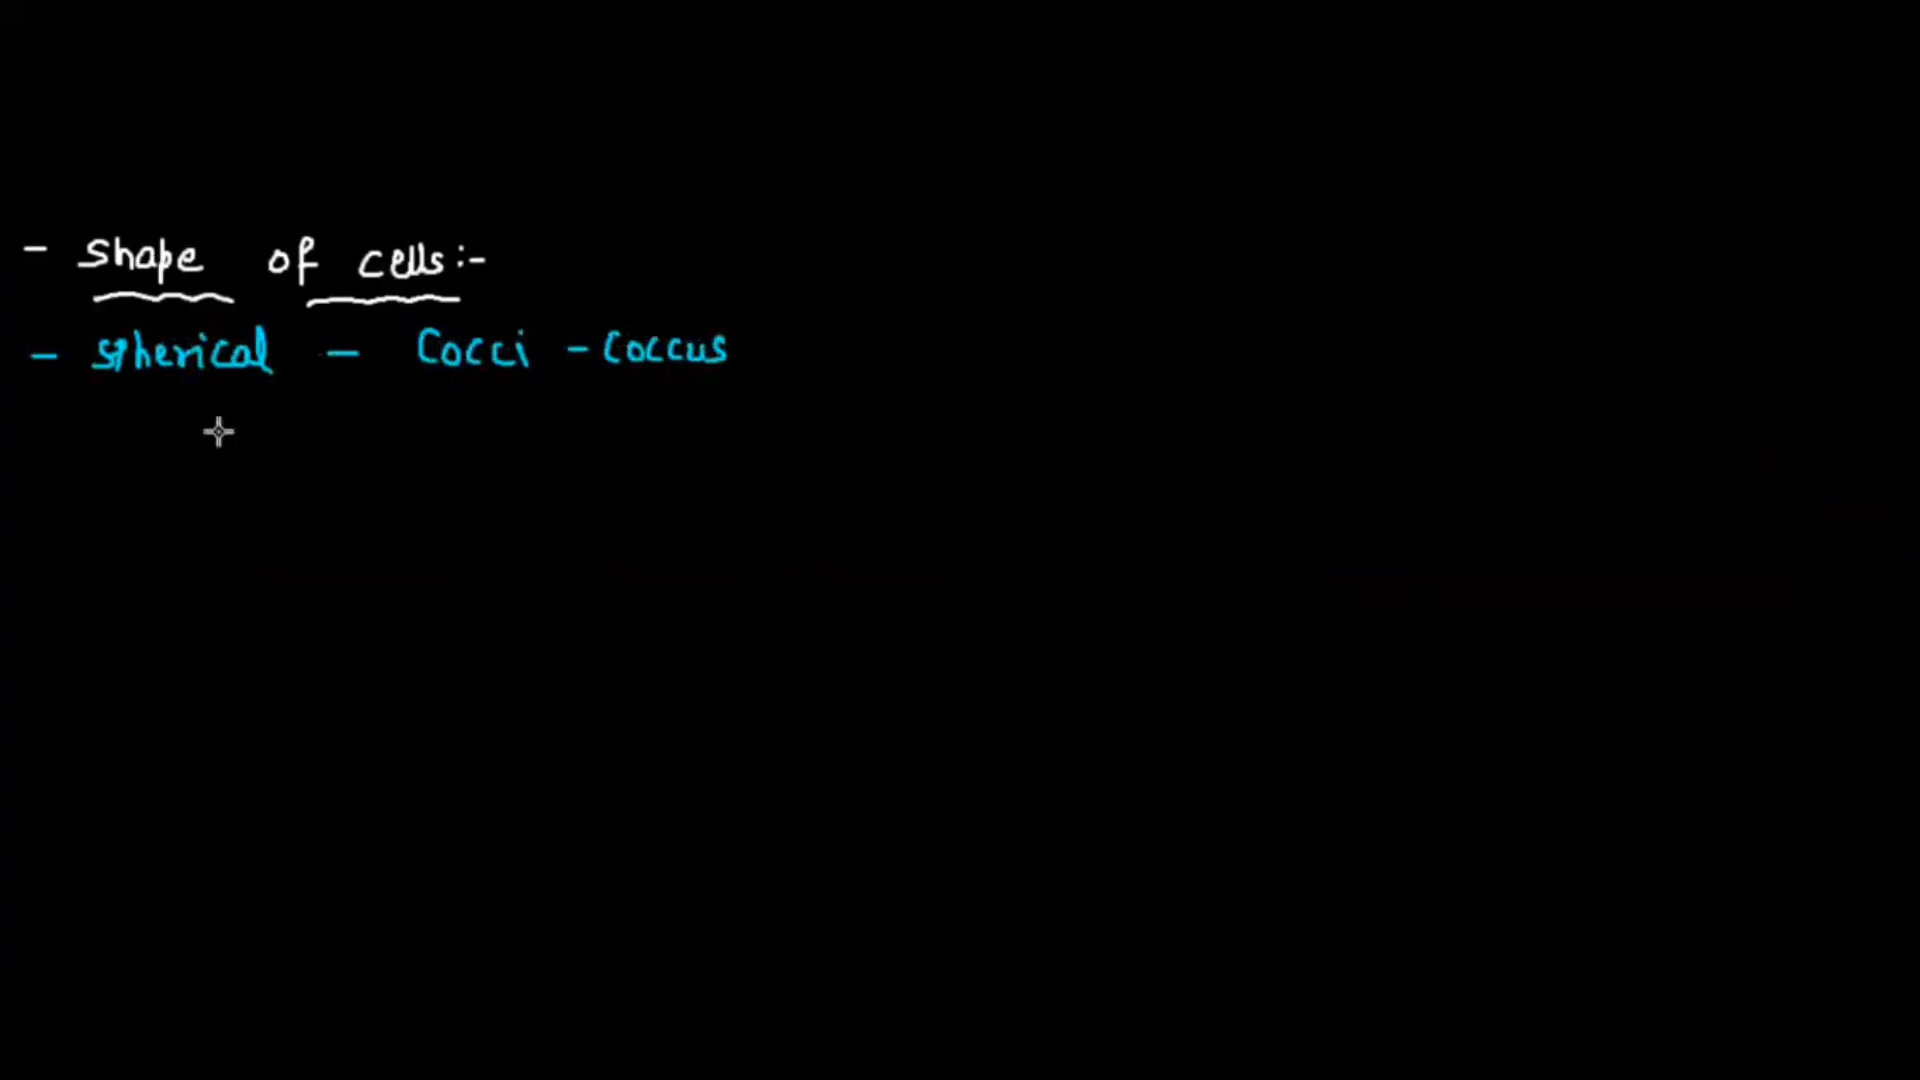 - Shape of cells:-
- spherical - Cocci - Coccus